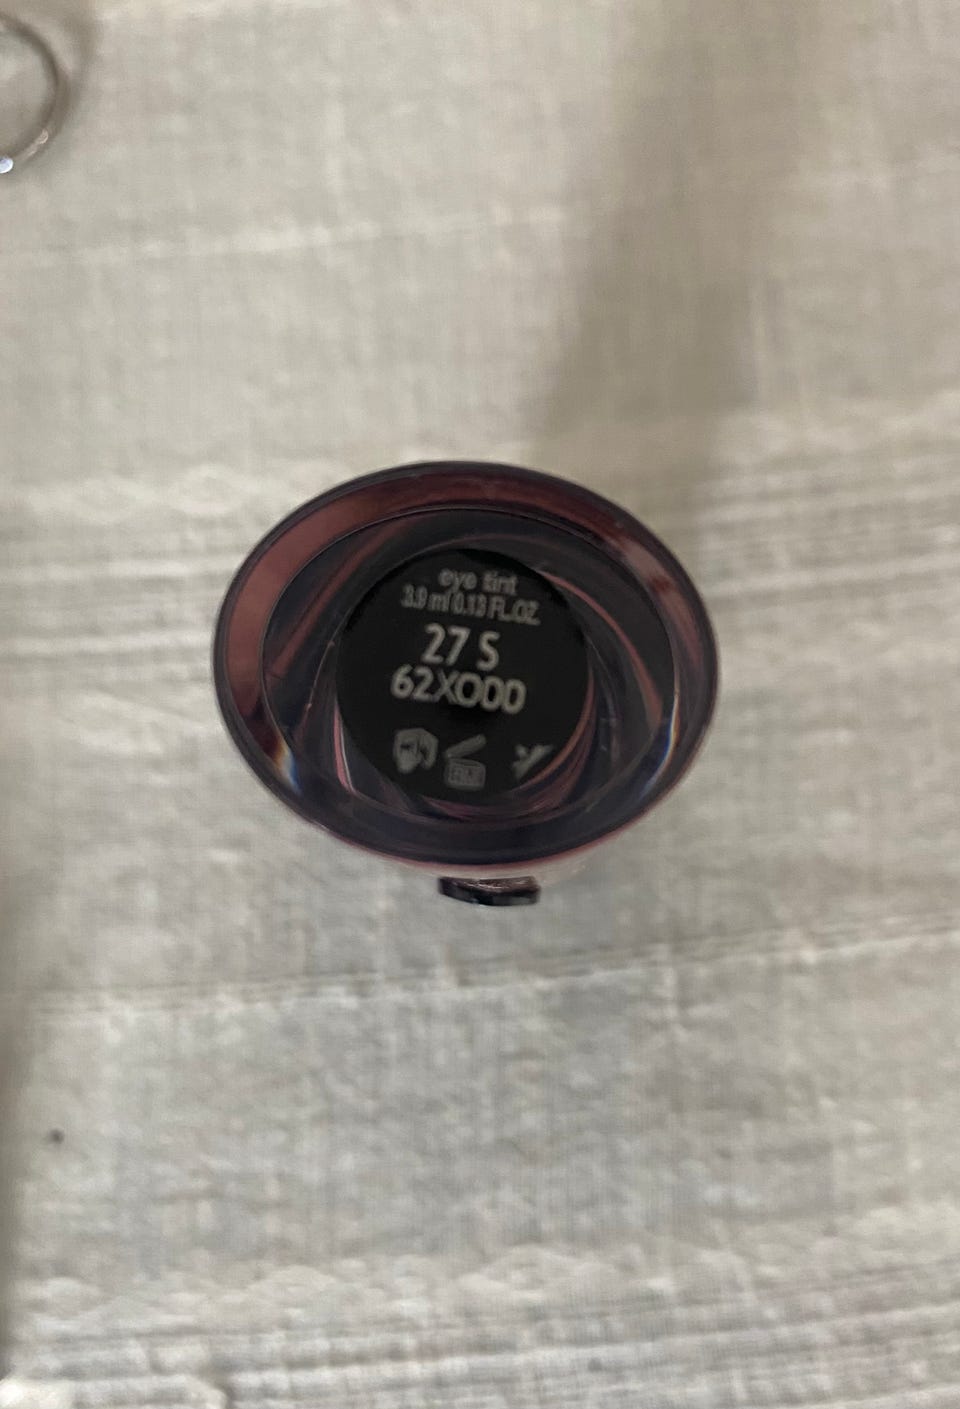 eye tint
3.9 ml 0.13 FL.OZ.
27 S
62X000